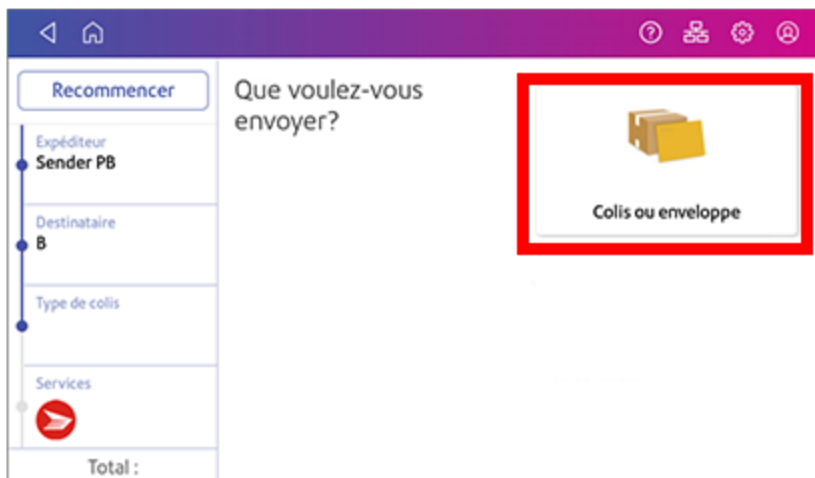 Recommencer
Expéditeur
Sender PB
Destinataire
B
Type de colis
Services
Total :
Que voulez-vous
envoyer?
Colis ou enveloppe